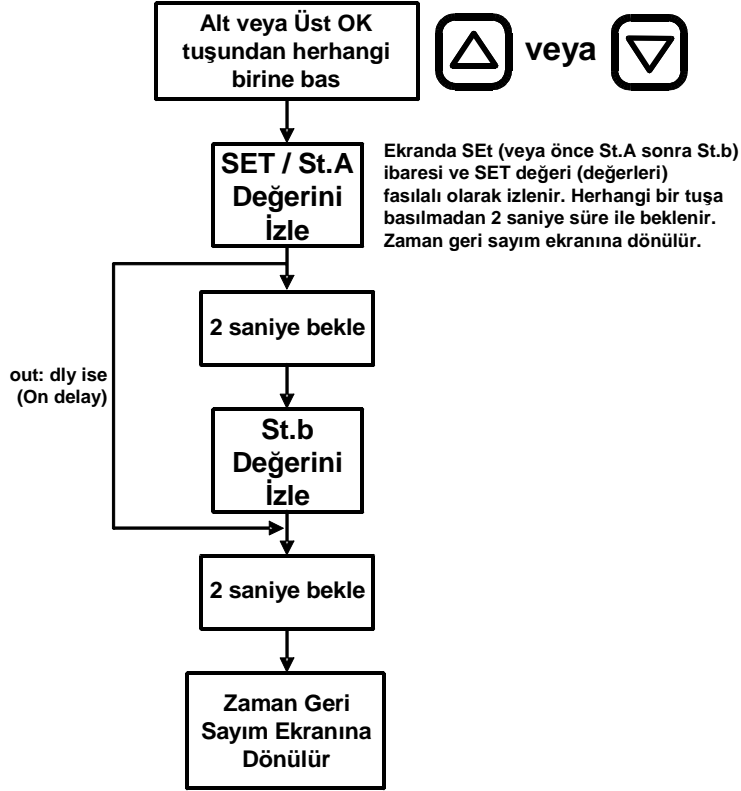 Alt veya Üst OK
tuşundan herhangi
birine bas
veya
SET / St.A
Değerini
İzle
Ekranda SEt (veya önce St.A sonra St.b)
ibaresi ve SET değeri (değerleri)
fasılalı olarak izlenir. Herhangi bir tuşa
basılmadan 2 saniye süre ile beklenir.
Zaman geri sayım ekranına dönülür.
2 saniye bekle
out: dly ise
(On delay)
St.b
Değerini
İzle
2 saniye bekle
Zaman Geri
Sayım Ekranına
Dönülür